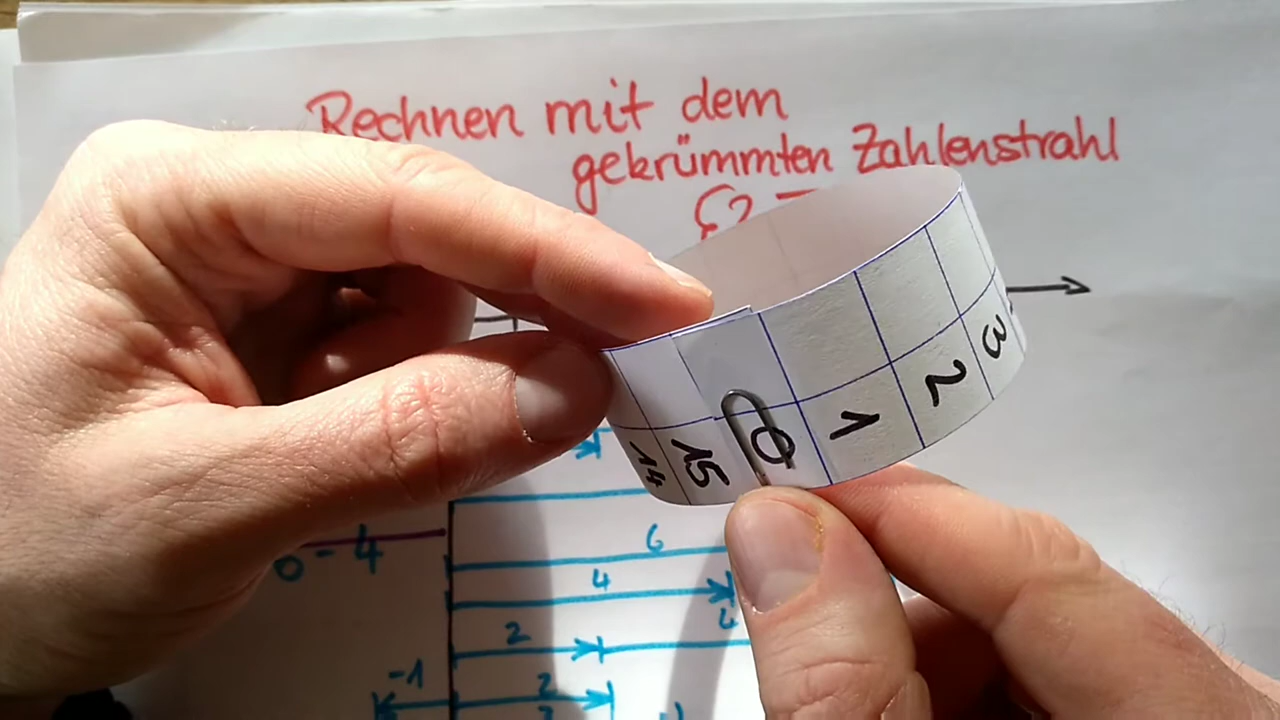 Rechnen mit dem
gekrümmten Zahlenstrahl
14 15 0 1 2 3
0-4
6
4
2
-1
2